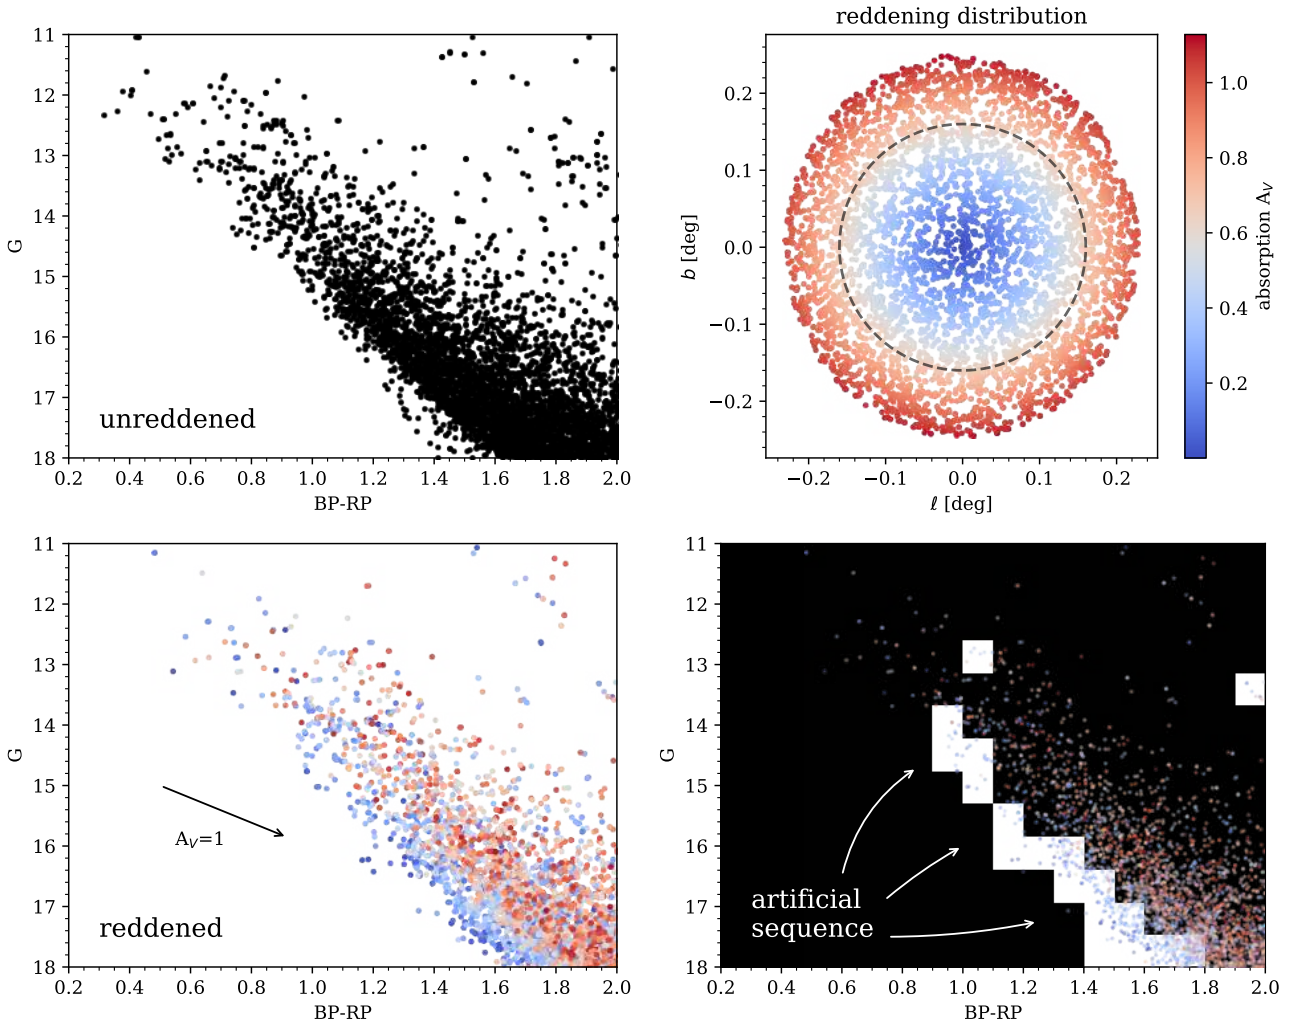 11
12
13
14
15
16
17
18
G
unreddened
0.2 0.4 0.6 0.8 1.0 1.2 1.4 1.6 1.8 2.0
BP-RP
reddening distribution
0.2
0.1
0.0
−0.1
−0.2
b [deg]
−0.2 −0.1 0.0 0.1 0.2
ℓ [deg]
1.0
0.8
0.6
0.4
0.2
absorption A_V
11
12
13
14
15
16
17
18
G
A_V=1
reddened
0.2 0.4 0.6 0.8 1.0 1.2 1.4 1.6 1.8 2.0
BP-RP
11
12
13
14
15
16
17
18
G
artificial
sequence
0.2 0.4 0.6 0.8 1.0 1.2 1.4 1.6 1.8 2.0
BP-RP